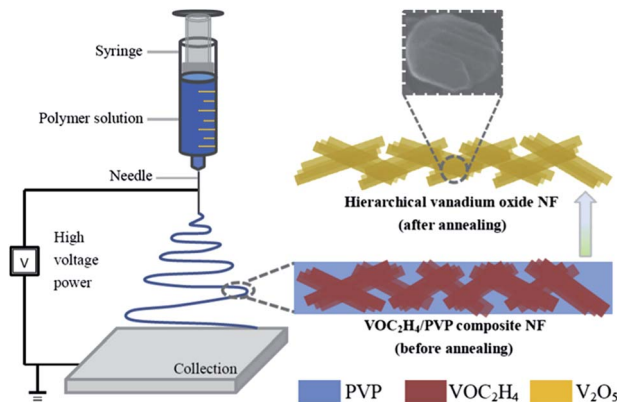 Syringe
Polymer solution
Needle
High
voltage
power
V
Collection
Hierarchical vanadium oxide NF
(after annealing)
VOC₂H₄/PVP composite NF
(before annealing)
PVP
VOC₂H₄
V₂O₅